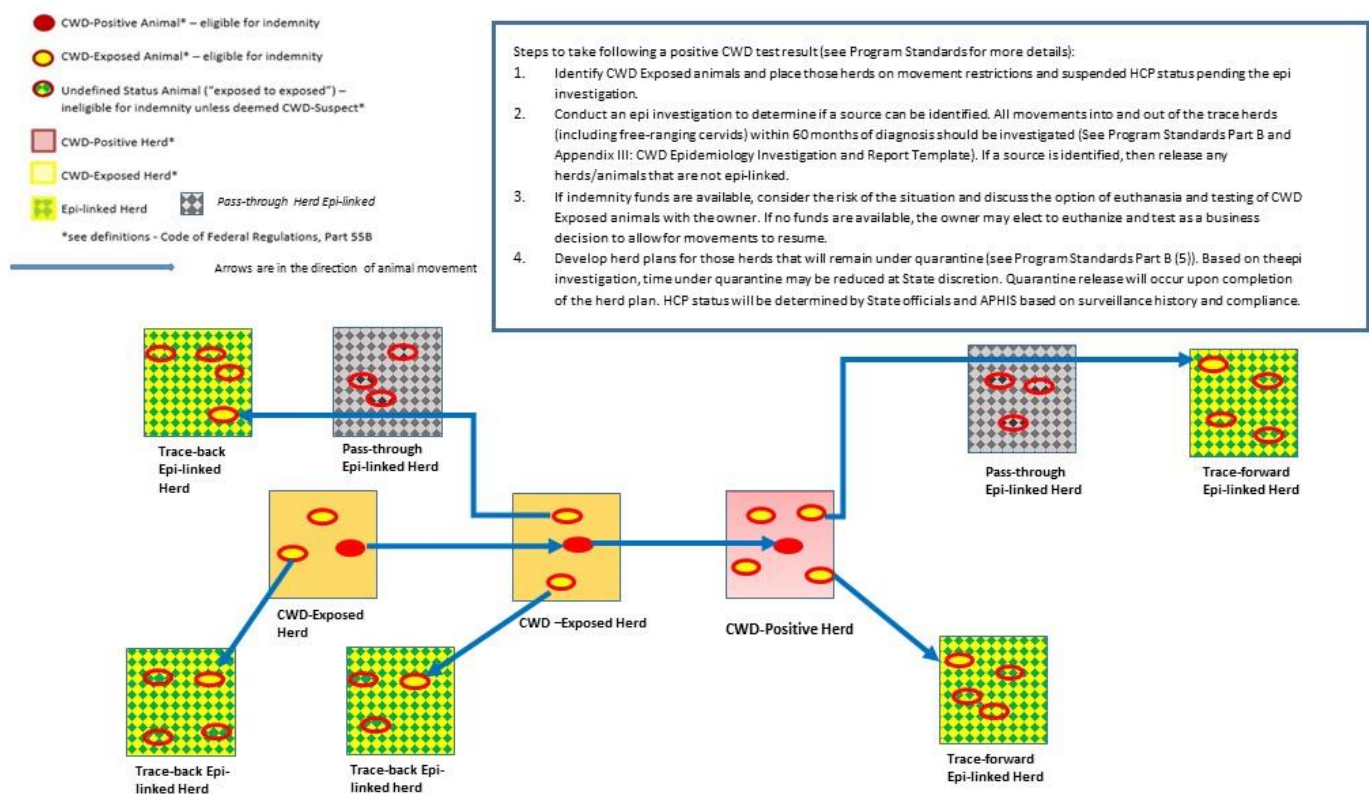 CWD-Positive Animal* – eligible for indemnity
CWD-Exposed Animal* – eligible for indemnity
Undefined Status Animal ("exposed to exposed") –
ineligible for indemnity unless deemed CWD-Suspect*
CWD-Positive Herd*
CWD-Exposed Herd*
Epi-linked Herd
Pass-through Herd Epi-linked
*see definitions - Code of Federal Regulations, Part 55B
Arrows are in the direction of animal movement
Steps to take following a positive CWD test result (see Program Standards for more details):
1. Identify CWD Exposed animals and place those herds on movement restrictions and suspended HCP status pending the epi
investigation.
2. Conduct an epi investigation to determine if a source can be identified. All movements into and out of the trace herds
(including free-ranging cervids) within 60 months of diagnosis should be investigated (See Program Standards Part B and
Appendix III: CWD Epidemiology Investigation and Report Template). If a source is identified, then release any
herds/animals that are not epi-linked.
3. If indemnity funds are available, consider the risk of the situation and discuss the option of euthanasia and testing of CWD
Exposed animals with the owner. If no funds are available, the owner may elect to euthanize and test as a business
decision to allow for movements to resume.
4. Develop herd plans for those herds that will remain under quarantine (see Program Standards Part B (5)). Based on theepi
investigation, time under quarantine may be reduced at State discretion. Quarantine release will occur upon completion
of the herd plan. HCP status will be determined by State officials and APHIS based on surveillance history and compliance.
Trace-back
Epi-linked
Herd
Pass-through
Epi-linked Herd
Pass-through
Epi-linked Herd
Trace-forward
Epi-linked Herd
CWD-Exposed
Herd
CWD –Exposed Herd
CWD-Positive Herd
Trace-back Epi-
linked Herd
Trace-back Epi-
linked herd
Trace-forward
Epi-linked Herd